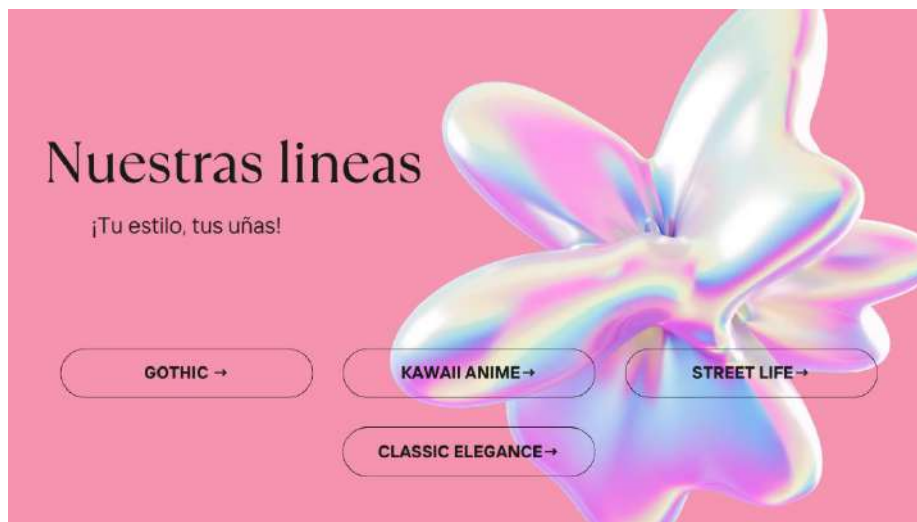 Nuestras lineas
¡Tu estilo, tus uñas!
GOTHIC →
KAWAII ANIME→
STREET LIFE→
CLASSIC ELEGANCE→